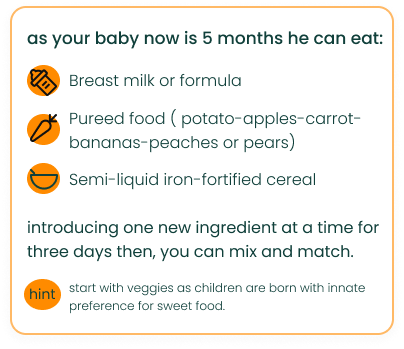 as your baby now is 5 months he can eat:
Breast milk or formula
Pureed food ( potato-apples-carrot-
bananas-peaches or pears)
Semi-liquid iron-fortified cereal
introducing one new ingredient at a time for
three days then, you can mix and match.
hint
start with veggies as children are born with innate
preference for sweet food.